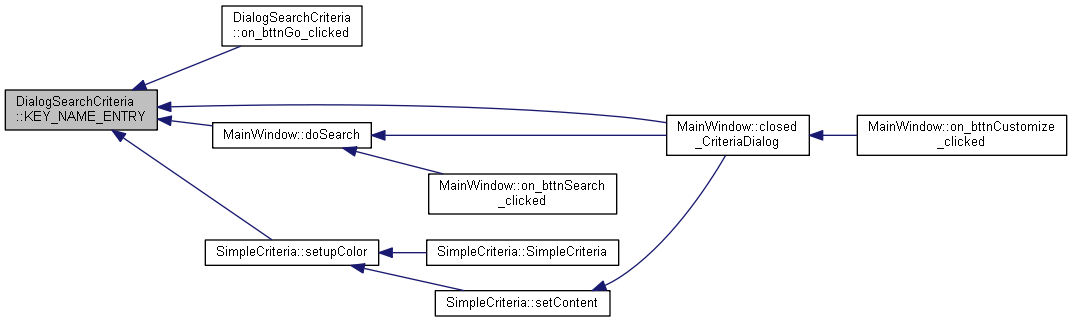 DialogSearchCriteria
::on_bttnGo_clicked
DialogSearchCriteria
::KEY_NAME_ENTRY
MainWindow::doSearch
MainWindow::closed
_CriteriaDialog
MainWindow::on_bttnCustomize
_clicked
MainWindow::on_bttnSearch
_clicked
SimpleCriteria::setupColor
SimpleCriteria::SimpleCriteria
SimpleCriteria::setContent